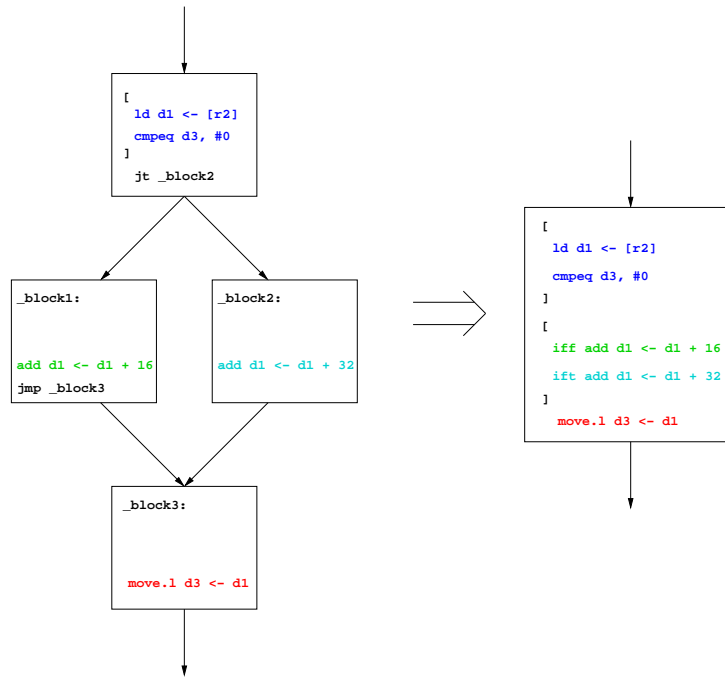 [
ld d1 <- [r2]
cmpeq d3, #0
]
jt _block2
_block1:
add d1 <- d1 + 16
jmp _block3
_block2:
add d1 <- d1 + 32
_block3:
move.l d3 <- d1
[
ld d1 <- [r2]
cmpeq d3, #0
]
[
iff add d1 <- d1 + 16
ift add d1 <- d1 + 32
]
move.l d3 <- d1